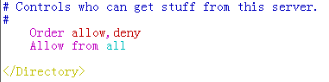 # Controls who can get stuff from this server.
#
Order allow,deny
Allow from all
</Directory>